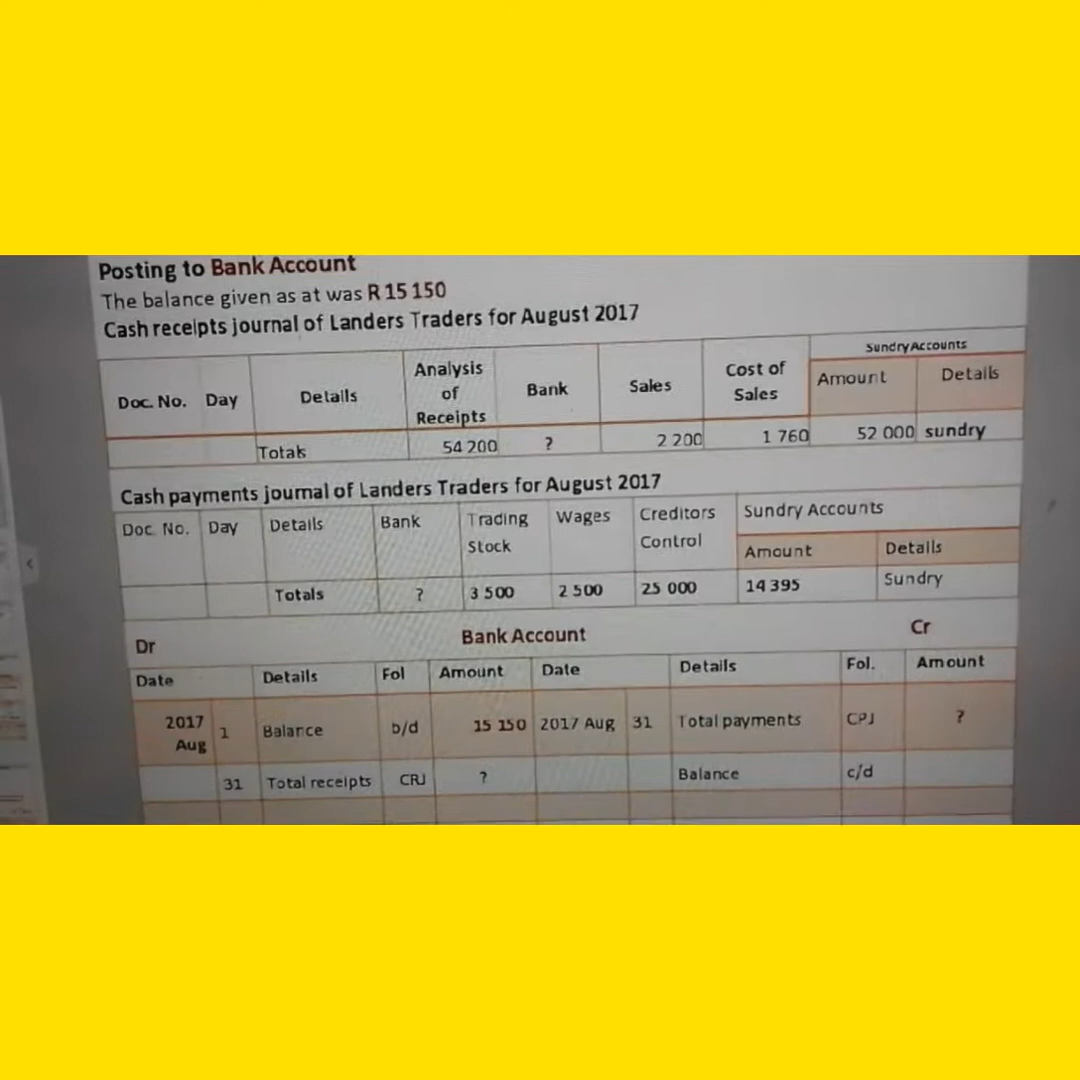 Posting to Bank Account
The balance given as at was R 15 150
Cash receipts journal of Landers Traders for August 2017
Doc. No. Day Details Analysis of Receipts Bank Sales Cost of Sales Sundry Accounts Amount Details
Totals 54 200 ? 2 200 1 760 52 000 sundry
Cash payments journal of Landers Traders for August 2017
Doc. No. Day Details Bank Trading Stock Wages Creditors Control Sundry Accounts Amount Details
Totals ? 3 500 2 500 25 000 14 395 Sundry
Dr Bank Account Cr
Date Details Fol Amount Date Details Fol. Amount
2017 Aug 1 Balance b/d 15 150 2017 Aug 31 Total payments CPJ ?
31 Total receipts CRJ ? Balance c/d